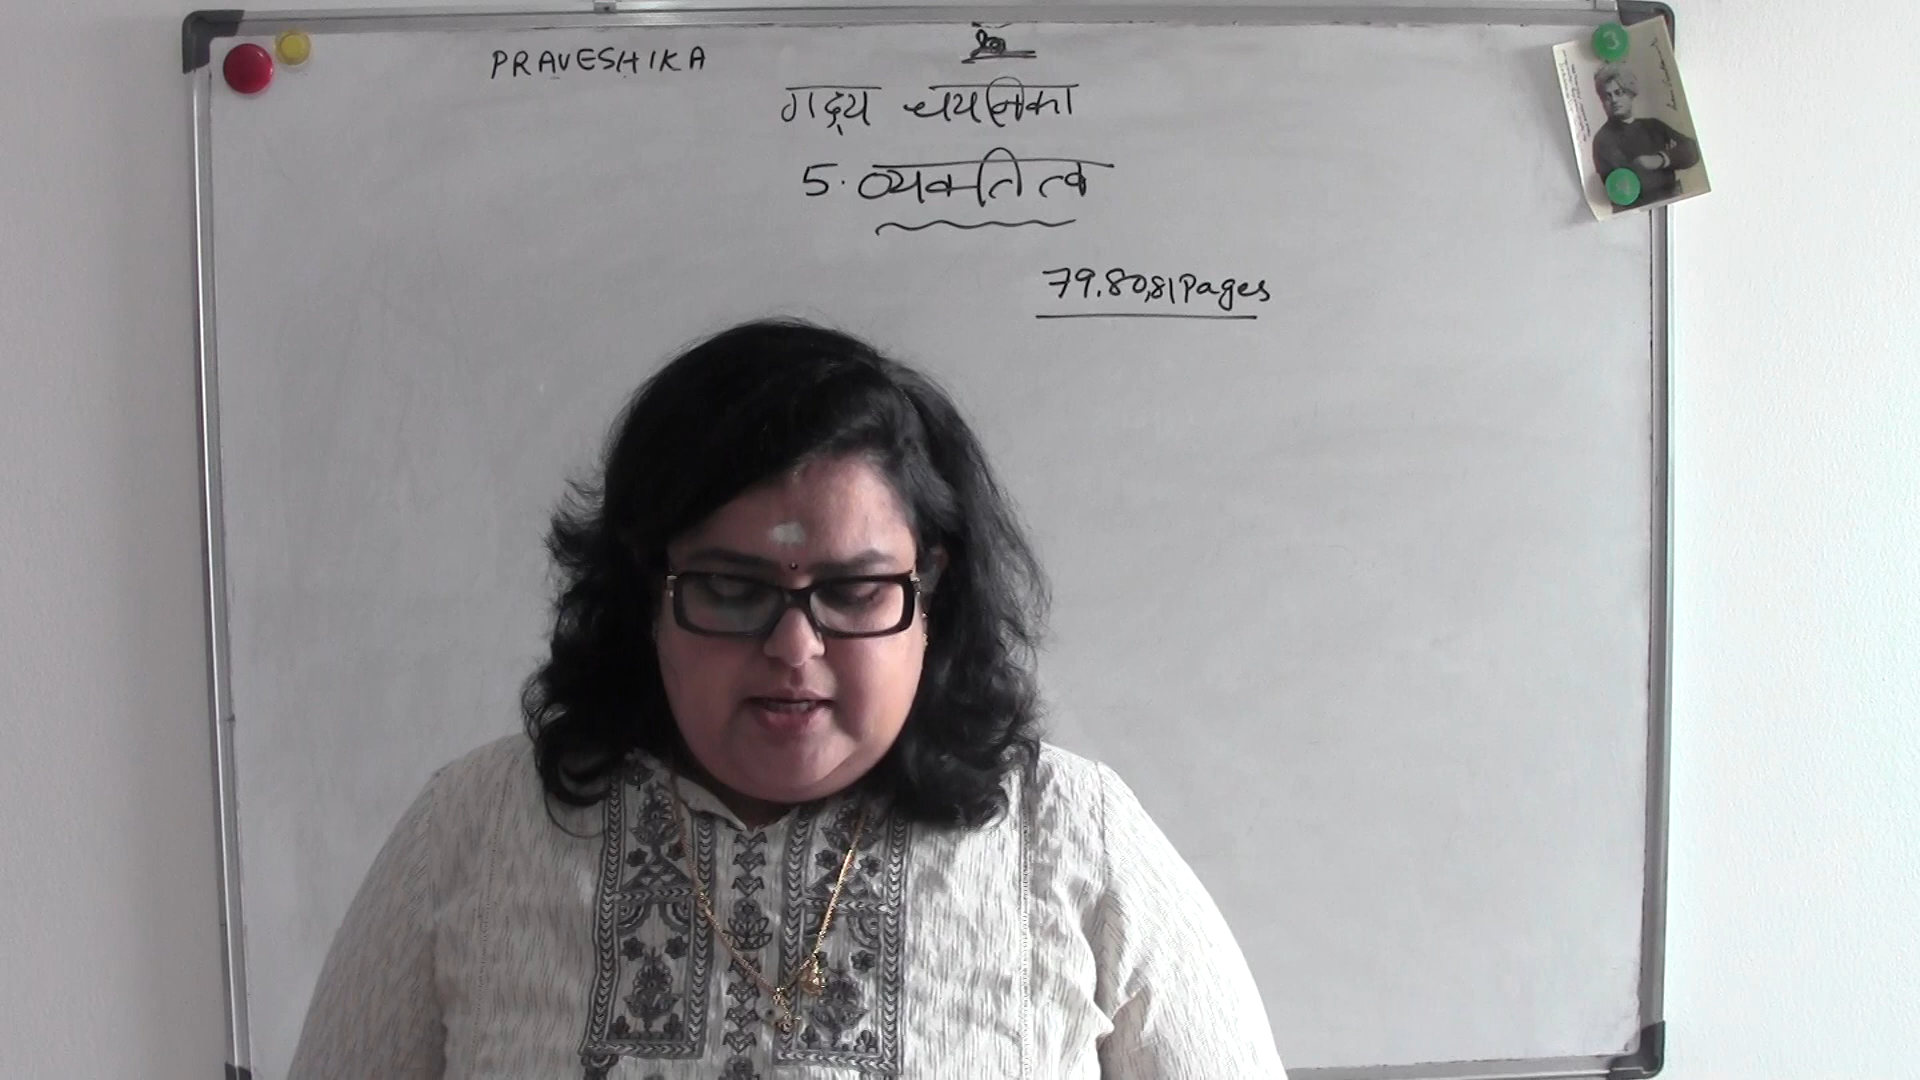 PRAVESHIKA
गद्य चयनिका
5. व्यक्तित्व
79,80,81 Pages